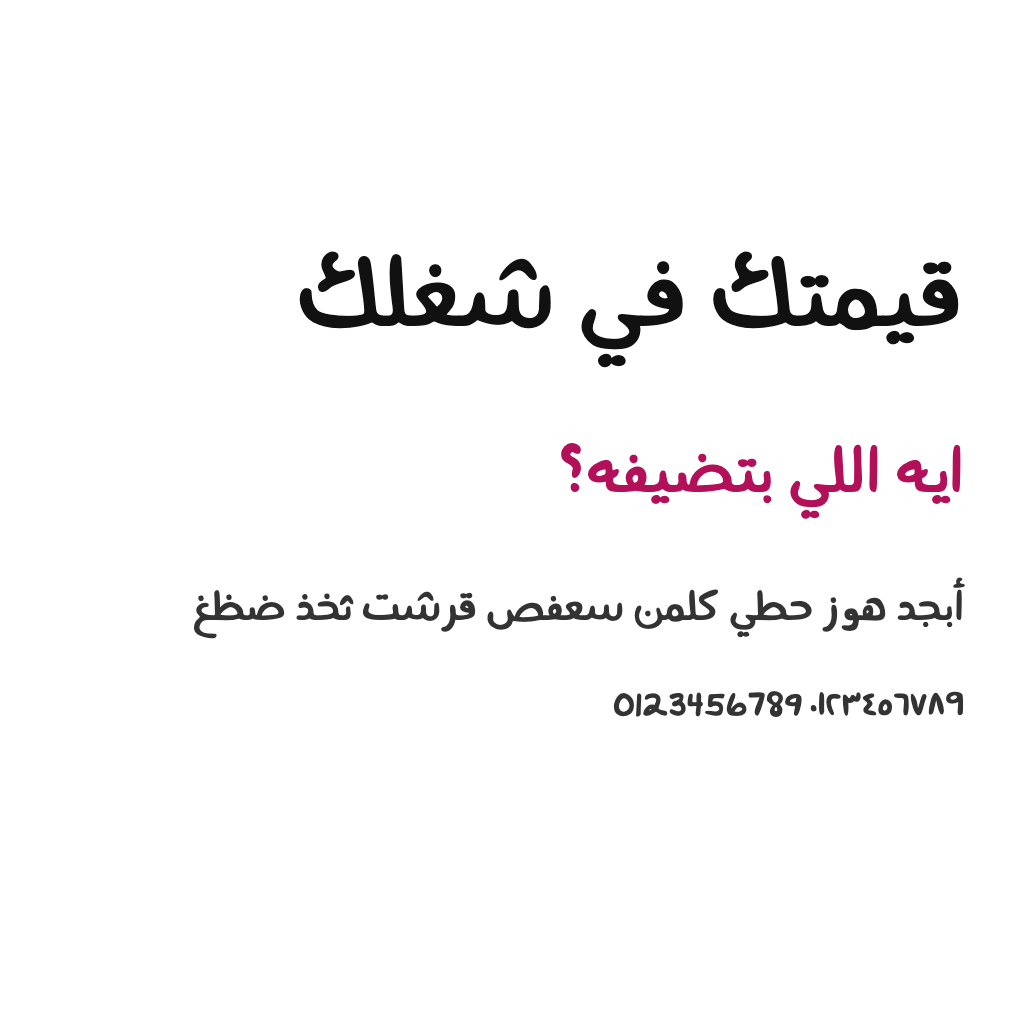 قيمتك في شغلك
ايه اللي بتضيفه؟
أبجد هوز حطي كلمن سعفص قرشت ثخذ ضظغ
0123456789 ٠١٢٣٤٥٦٧٨٩